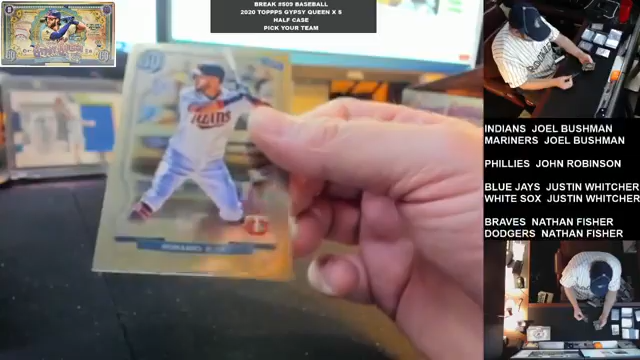 BREAK #509 BASEBALL
2020 TOPPPS GYPSY QUEEN X 5
HALF CASE
PICK YOUR TEAM
INDIANS JOEL BUSHMAN
MARINERS JOEL BUSHMAN
PHILLIES JOHN ROBINSON
BLUE JAYS JUSTIN WHITCHER
WHITE SOX JUSTIN WHITCHER
BRAVES NATHAN FISHER
DODGERS NATHAN FISHER